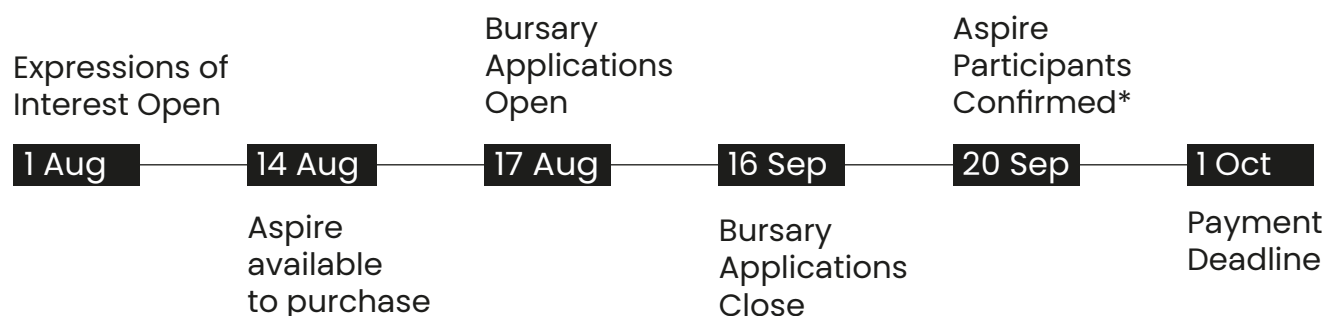 Expressions of
Interest Open
1 Aug
14 Aug
Aspire
available
to purchase
Bursary
Applications
Open
17 Aug
16 Sep
Bursary
Applications
Close
Aspire
Participants
Confirmed*
20 Sep
1 Oct
Payment
Deadline